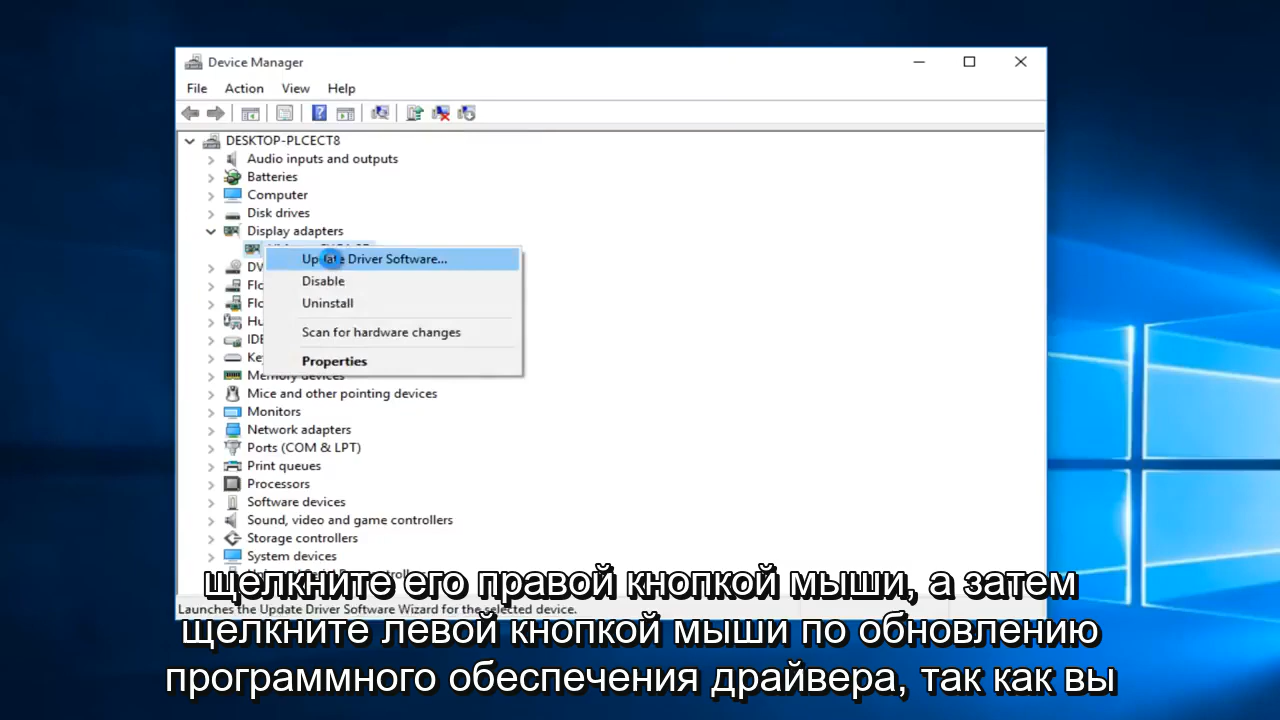 Device Manager
File Action View Help
DESKTOP-PLCECT8
Audio inputs and outputs
Batteries
Computer
Disk drives
Display adapters
Update Driver Software...
Disable
Uninstall
Scan for hardware changes
Properties
Memory devices
Mice and other pointing devices
Monitors
Network adapters
Ports (COM & LPT)
Print queues
Processors
Software devices
Sound, video and game controllers
Storage controllers
System devices
щелкните его правой кнопкой мыши, а затем
Launches the Update Driver Software Wizard for the selected device.
щелкните левой кнопкой мыши по обновлению
программного обеспечения драйвера, так как вы